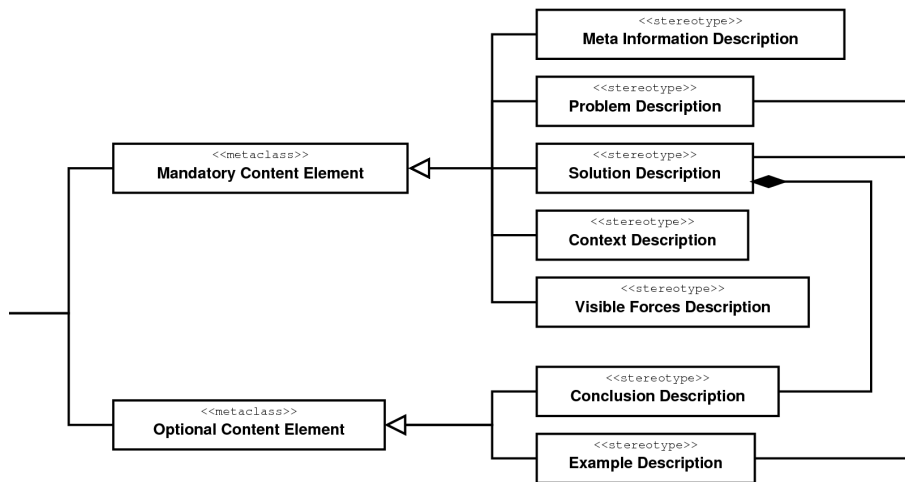 <<stereotype>>
Meta Information Description
<<stereotype>>
Problem Description
<<metaclass>>
Mandatory Content Element
<<stereotype>>
Solution Description
<<stereotype>>
Context Description
<<stereotype>>
Visible Forces Description
<<stereotype>>
Conclusion Description
<<metaclass>>
Optional Content Element
<<stereotype>>
Example Description